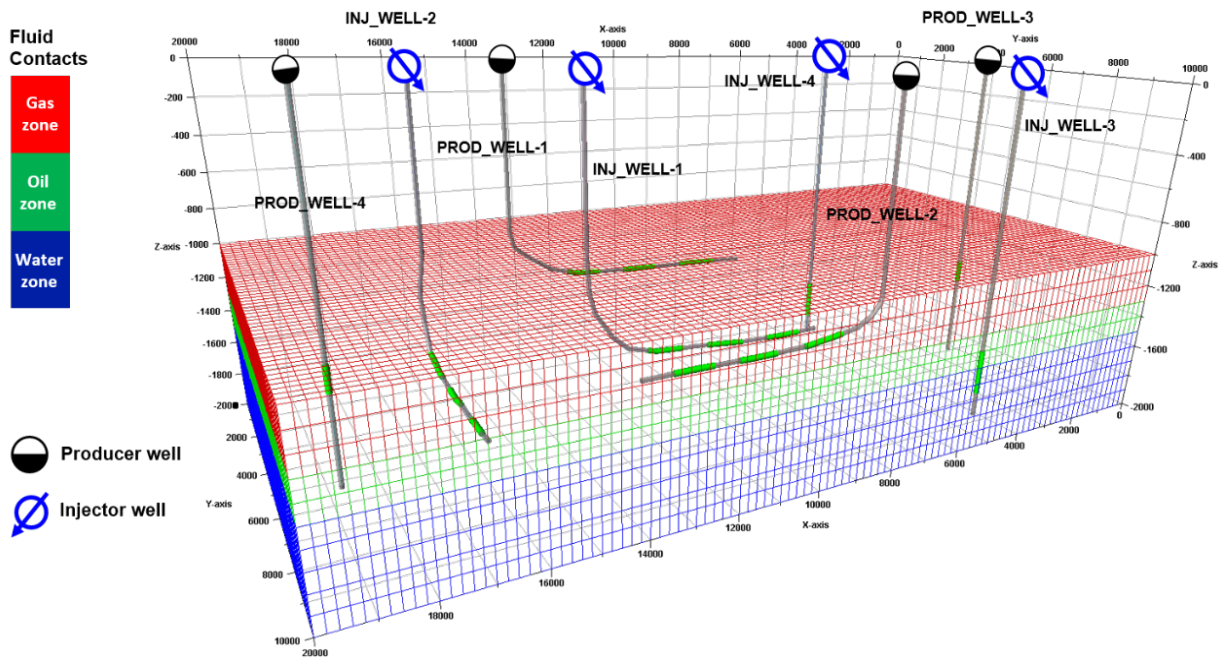 INJ_WELL-2
PROD_WELL-3
Fluid
Contacts
X-axis
Y-axis
20000
18000
16000
14000
12000
10000
8000
6000
4000
2000
0
2000
4000
6000
8000
10000
0
-200
-400
-600
-800
-1000
-1200
-1400
-1600
-1800
-2000
Z-axis
0
-400
-800
-1200
-1600
-2000
Z-axis
Gas
zone
Oil
zone
Water
zone
INJ_WELL-4
INJ_WELL-3
PROD_WELL-1
INJ_WELL-1
PROD_WELL-4
PROD_WELL-2
2000
4000
6000
8000
10000
Y-axis
0
2000
4000
6000
8000
10000
12000
14000
16000
18000
20000
X-axis
Producer well
Injector well